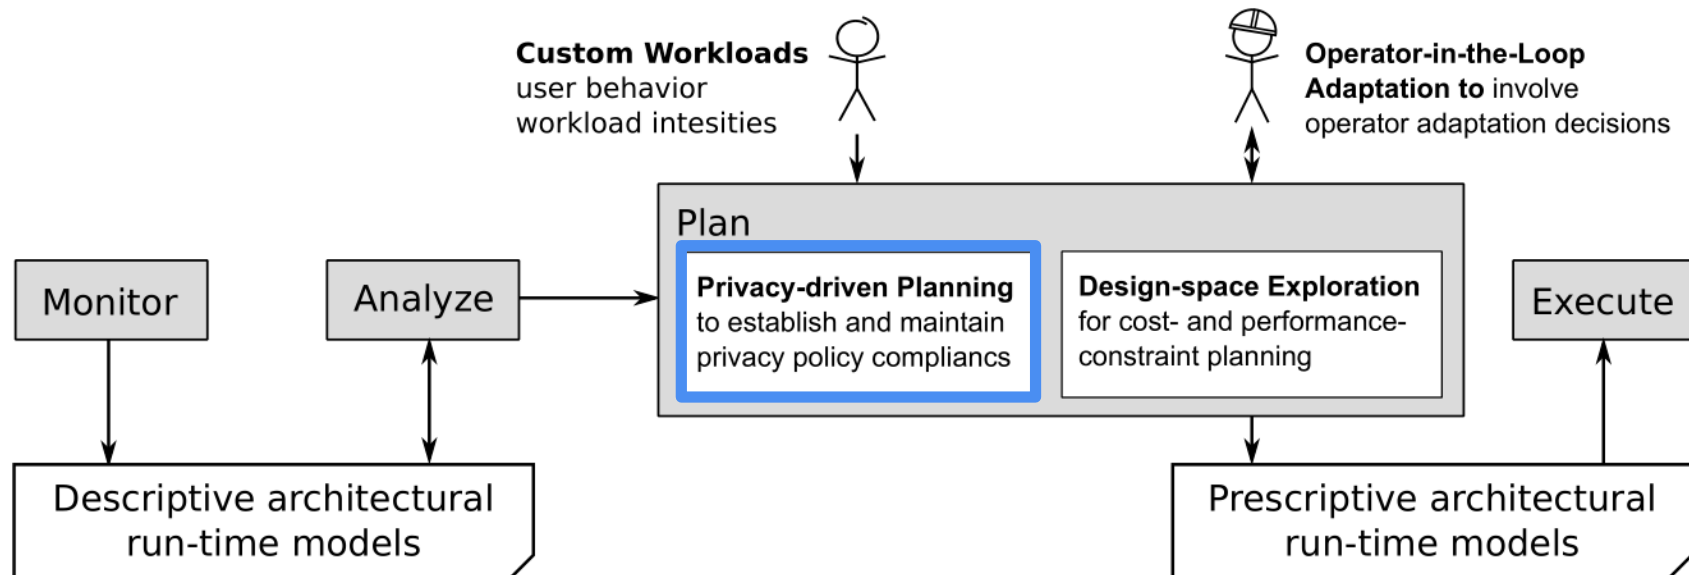 Custom Workloads
user behavior
workload intesities
Operator-in-the-Loop
Adaptation to involve
operator adaptation decisions
Plan
Monitor
Analyze
Privacy-driven Planning
to establish and maintain
privacy policy compliancs
Design-space Exploration
for cost- and performance-
constraint planning
Execute
Descriptive architectural
run-time models
Prescriptive architectural
run-time models